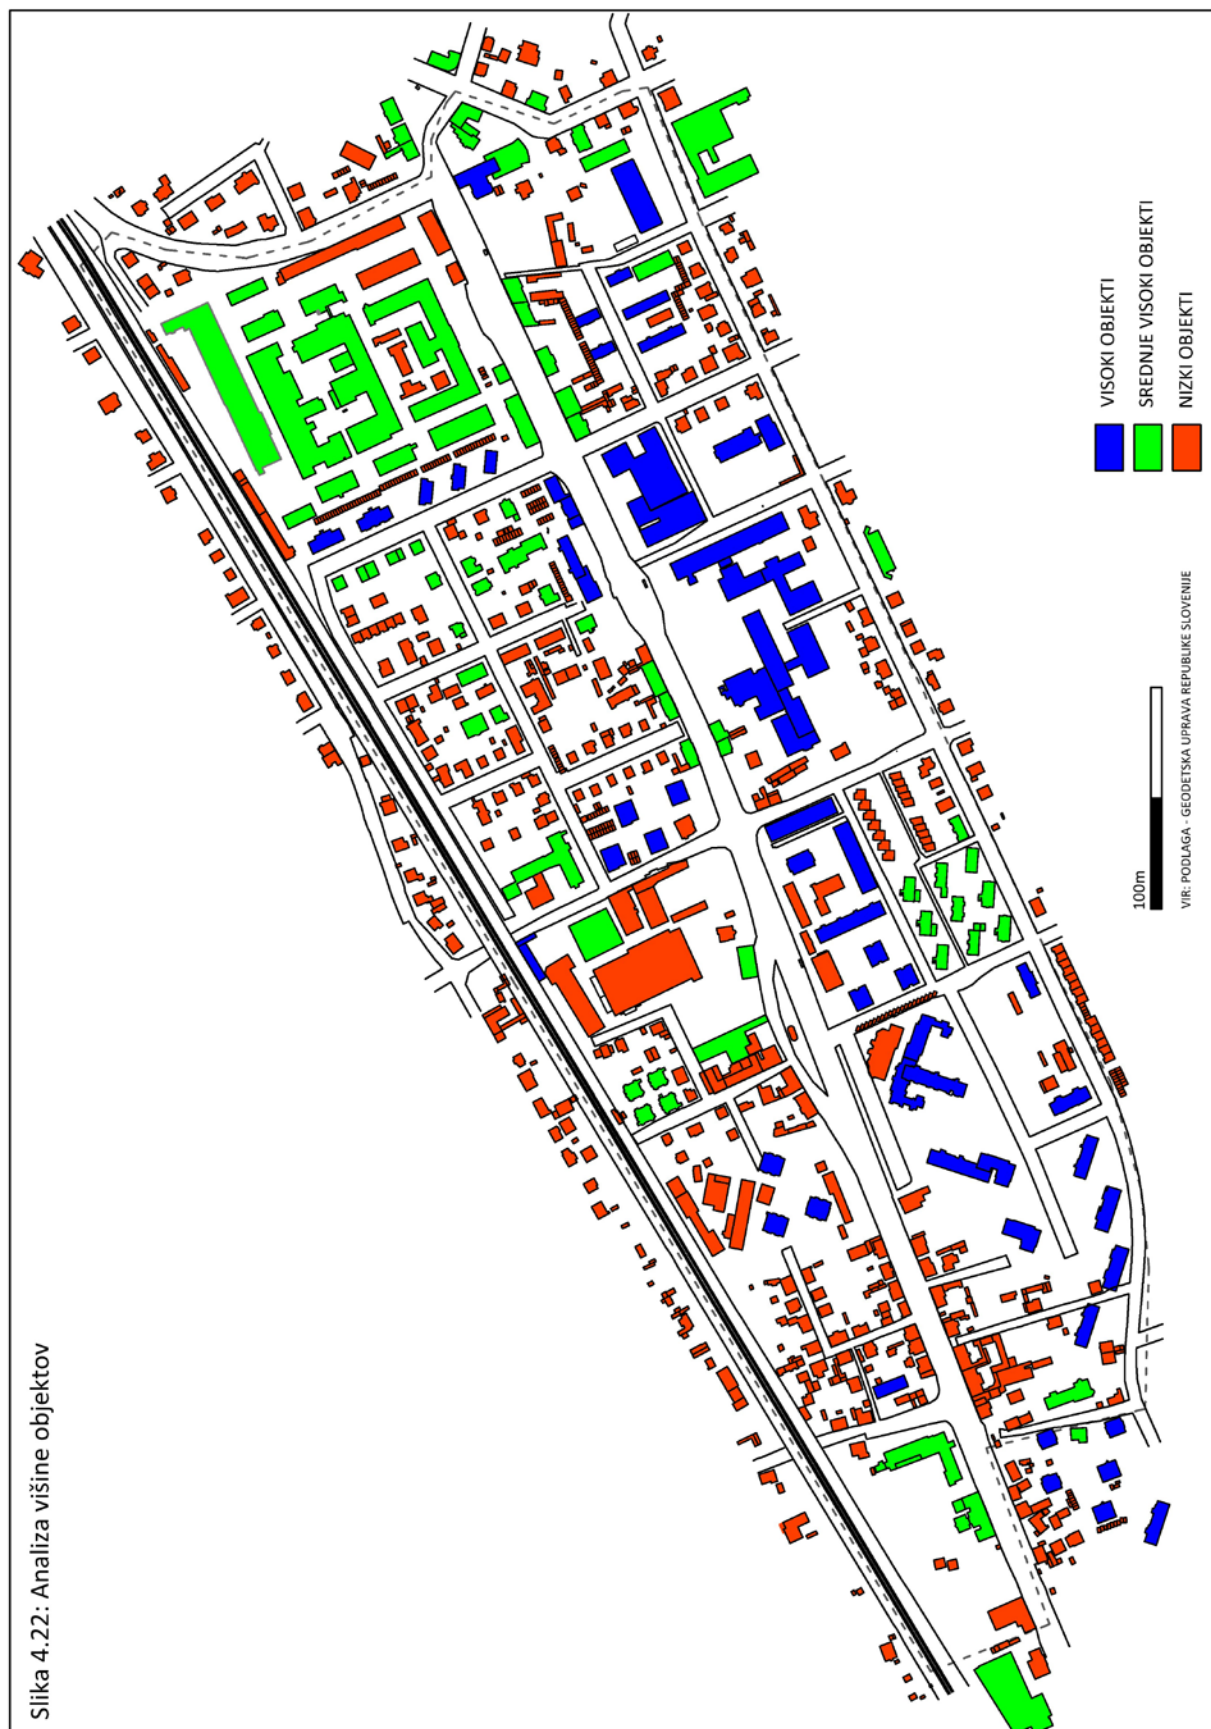 Slika 4.22: Analiza višine objektov
VISOKI OBJEKTI
SREDNJE VISOKI OBJEKTI
NIZKI OBJEKTI
100m
VIR: PODLAGA - GEODETSKA UPRAVA REPUBLIKE SLOVENIJE